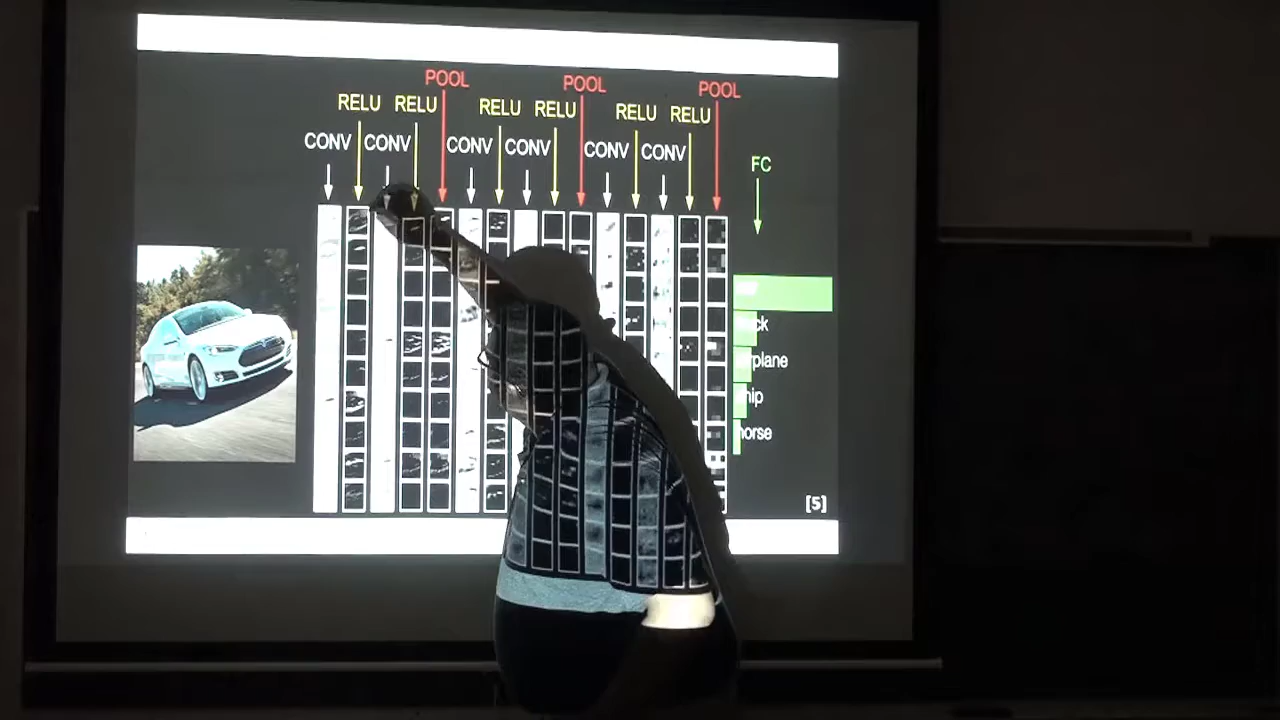 POOL POOL POOL
RELU RELU RELU RELU RELU RELU
CONV CONV CONV CONV CONV CONV
FC
[5]